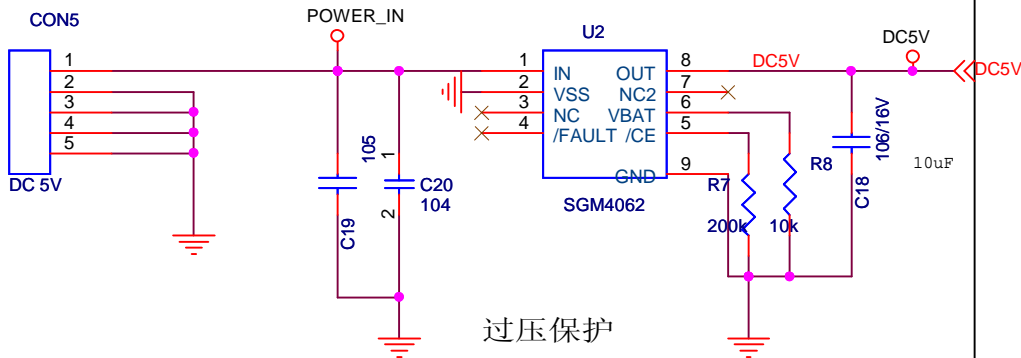 CON5
POWER_IN
1
2
3
4
5
DC 5V
105
C19
1
2
C20
104
U2
1
2
3
4
IN
VSS
NC
/FAULT
OUT
NC2
VBAT
/CE
GND
8
7
6
5
9
SGM4062
DC5V
DC5V
DC5V
R7
200k
R8
10k
106/16V
C18
10uF
过压保护